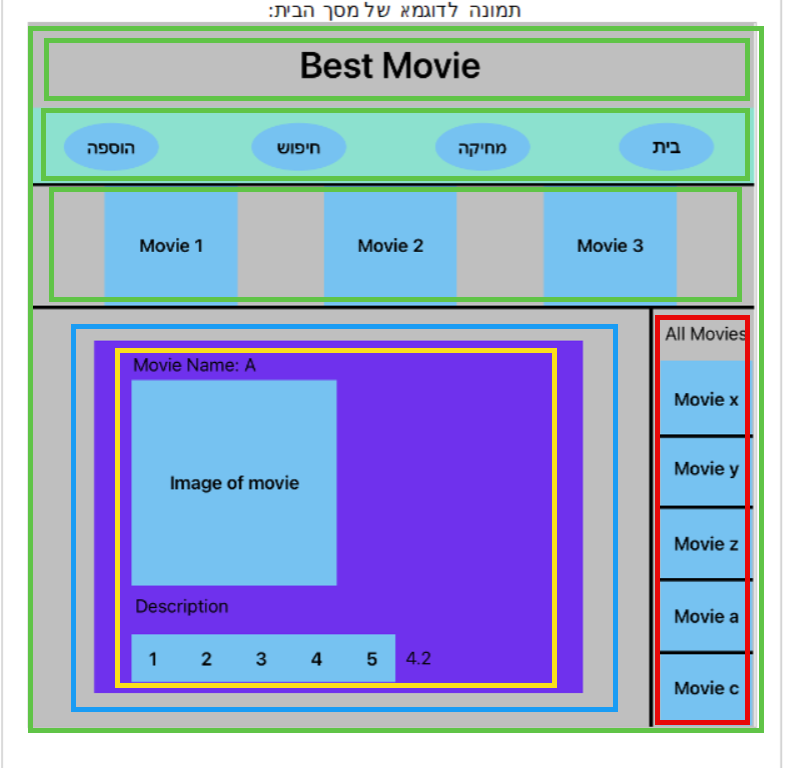 תמונה לדוגמא של מסך הבית:
Best Movie
בית מחיקה חיפוש הוספה
Movie 1 Movie 2 Movie 3
Movie Name: A
Image of movie
Description
1 2 3 4 5 4.2
All Movies
Movie x
Movie y
Movie z
Movie a
Movie c